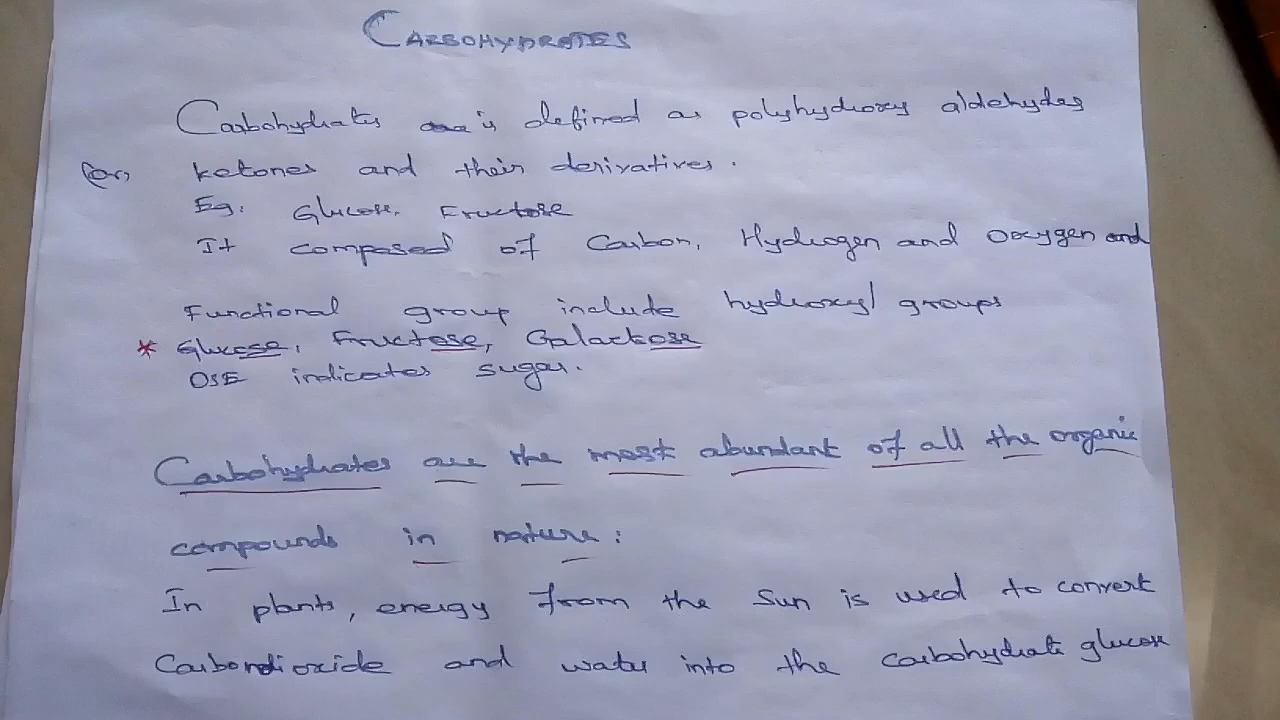 CARBOHYDRATES
Carbohydrates is defined as polyhydroxy aldehydes
(or) ketones and their derivatives.
Eg: Glucose, Fructose
It composed of Carbon, Hydrogen and Oxygen and
Functional group include hydroxyl groups
* Glucose, Fructose, Galactose
OSE indicates sugar.
Carbohydrates are the most abundant of all the organic
compounds in nature:
In plants, energy from the Sun is used to convert
Carbondioxide and water into the carbohydrate glucose